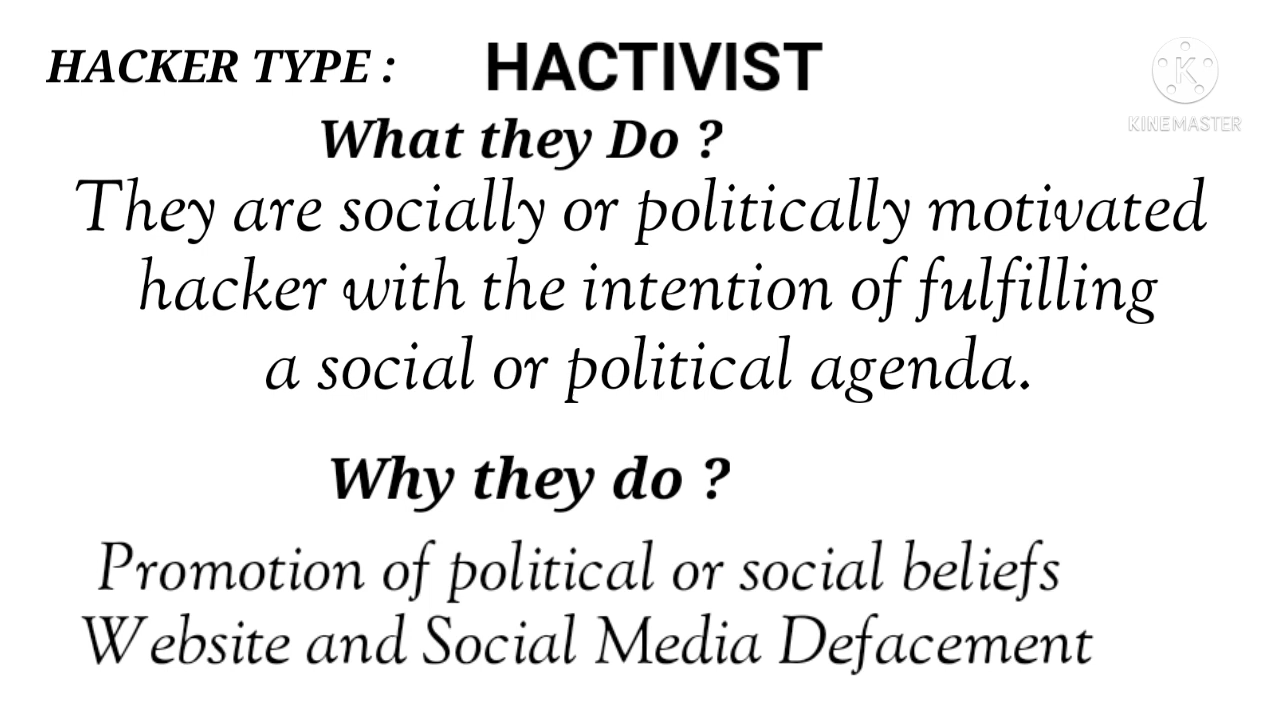 HACKER TYPE : HACTIVIST
K
KINEMASTER
What they Do ?
They are socially or politically motivated
hacker with the intention of fulfilling
a social or political agenda.
Why they do ?
Promotion of political or social beliefs
Website and Social Media Defacement